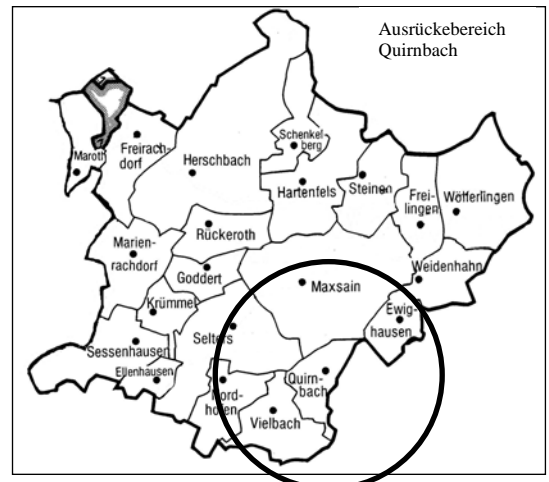 Ausrückebereich
Quirnbach
Maroth
Freirach
dorf
Herschbach
Schenkel
berg
Hartenfels
Steinen
Frei-
lingen
Wölferlingen
Rückeroth
Marien-
rachdorf
Goddert
Weidenhahn
Maxsain
Krümmel
Ewig-
hausen
Selters
Sessenhausen
Ellenhausen
Nord-
hofen
Quirn-
bach
Vielbach